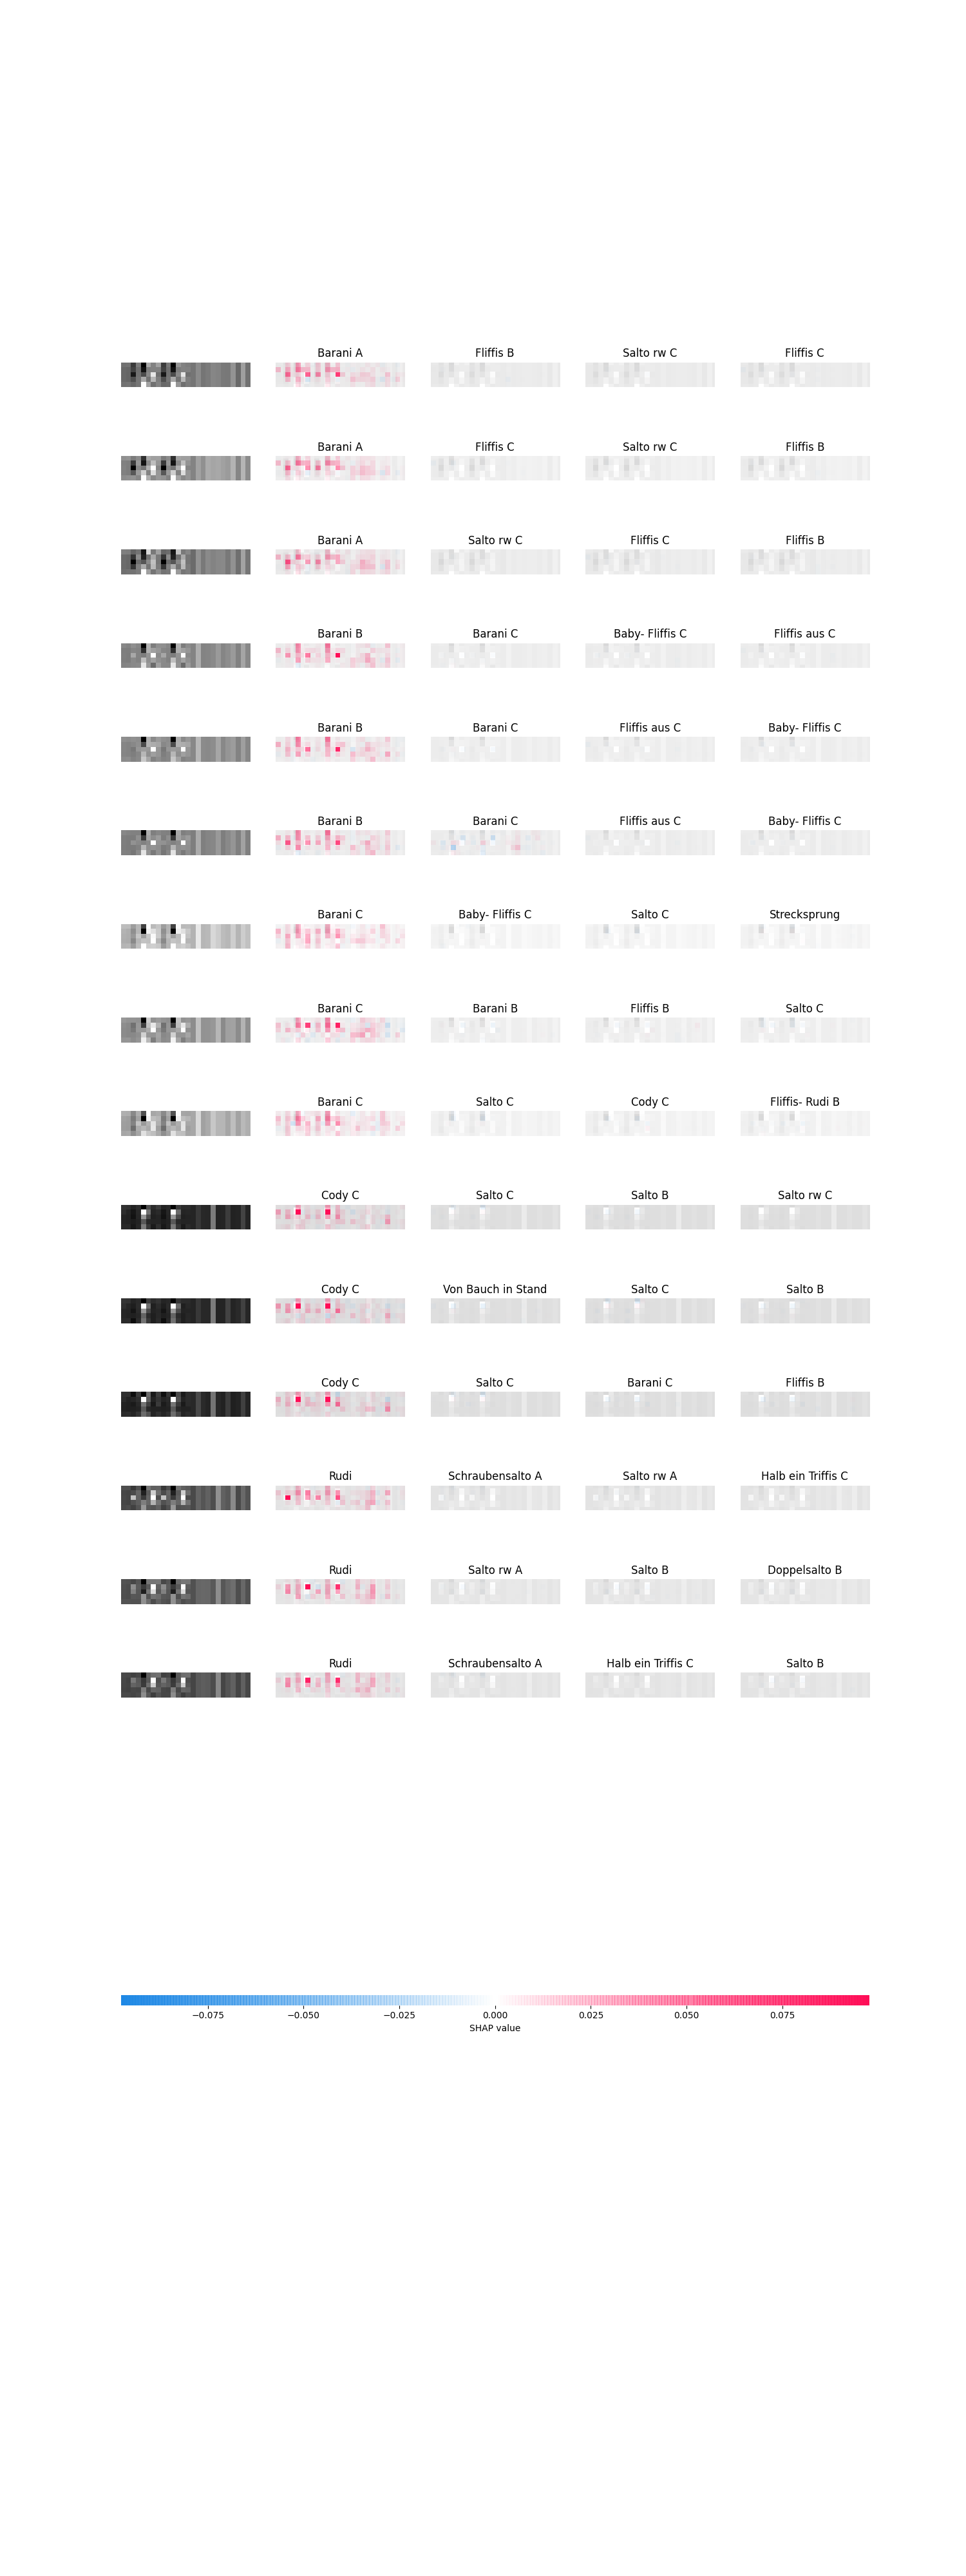 Barani A Fliffis B Salto rw C Fliffis C
Barani A Fliffis C Salto rw C Fliffis B
Barani A Salto rw C Fliffis C Fliffis B
Barani B Barani C Baby- Fliffis C Fliffis aus C
Barani B Barani C Fliffis aus C Baby- Fliffis C
Barani B Barani C Fliffis aus C Baby- Fliffis C
Barani C Baby- Fliffis C Salto C Strecksprung
Barani C Barani B Fliffis B Salto C
Barani C Salto C Cody C Fliffis- Rudi B
Cody C Salto C Salto B Salto rw C
Cody C Von Bauch in Stand Salto C Salto B
Cody C Salto C Barani C Fliffis B
Rudi Schraubensalto A Salto rw A Halb ein Triffis C
Rudi Salto rw A Salto B Doppelsalto B
Rudi Schraubensalto A Halb ein Triffis C Salto B
−0.075 −0.050 −0.025 0.000 0.025 0.050 0.075
SHAP value